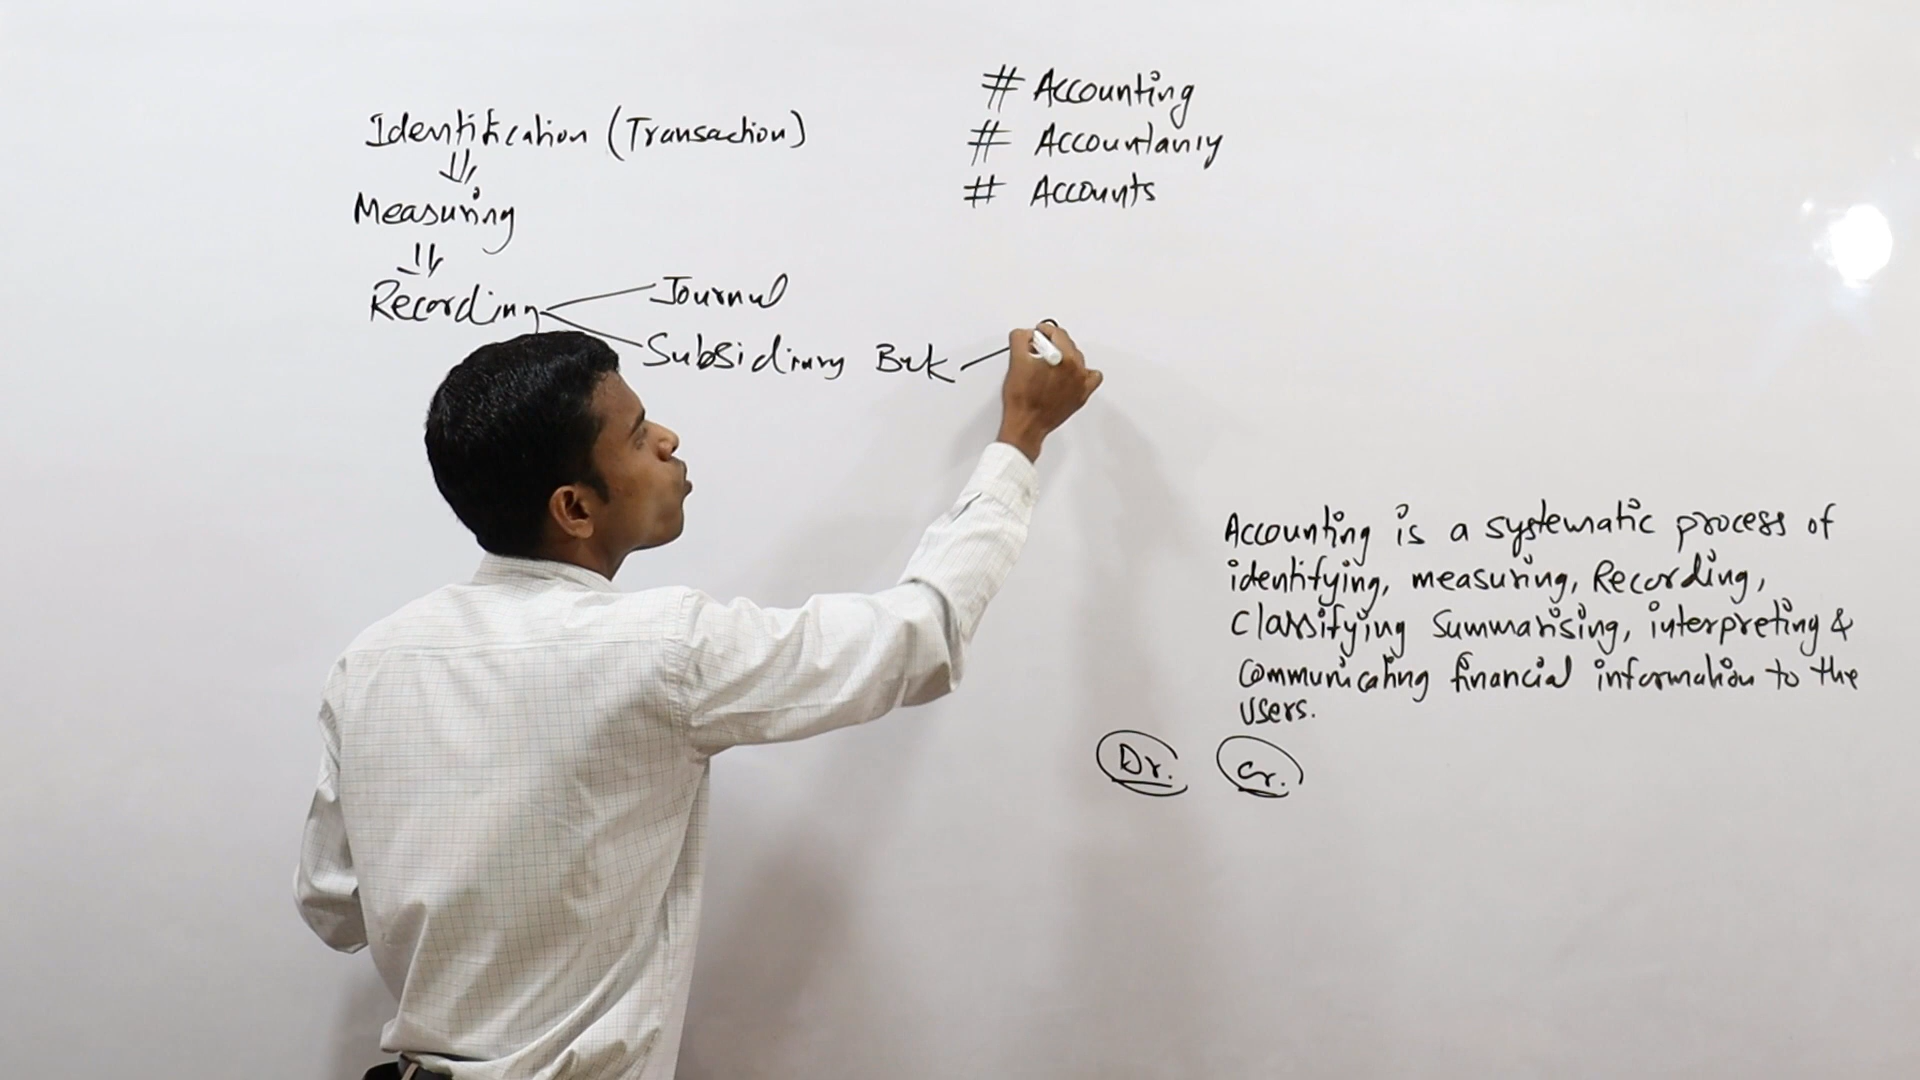 Identification (Transaction)
Measuring
Recording
Journal
Subsidiary Book
# Accounting
# Accountancy
# Accounts
Accounting is a systematic process of
identifying, measuring, Recording,
Classifying Summarising, interpreting &
Communicating financial information to the
users.
Dr. Cr.